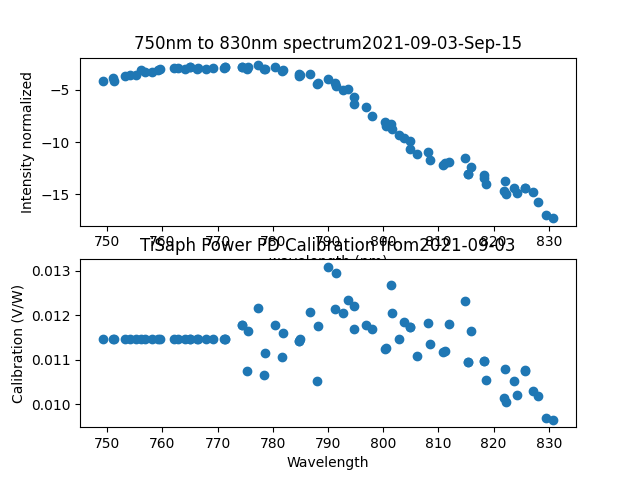 750nm to 830nm spectrum2021-09-03-Sep-15
Intensity normalized
−5
−10
−15
750 760 770 780 790 800 810 820 830
wavelength (nm)
TiSaph Power PD Calibration from2021-09-03
Calibration (V/W)
0.013
0.012
0.011
0.010
750 760 770 780 790 800 810 820 830
Wavelength